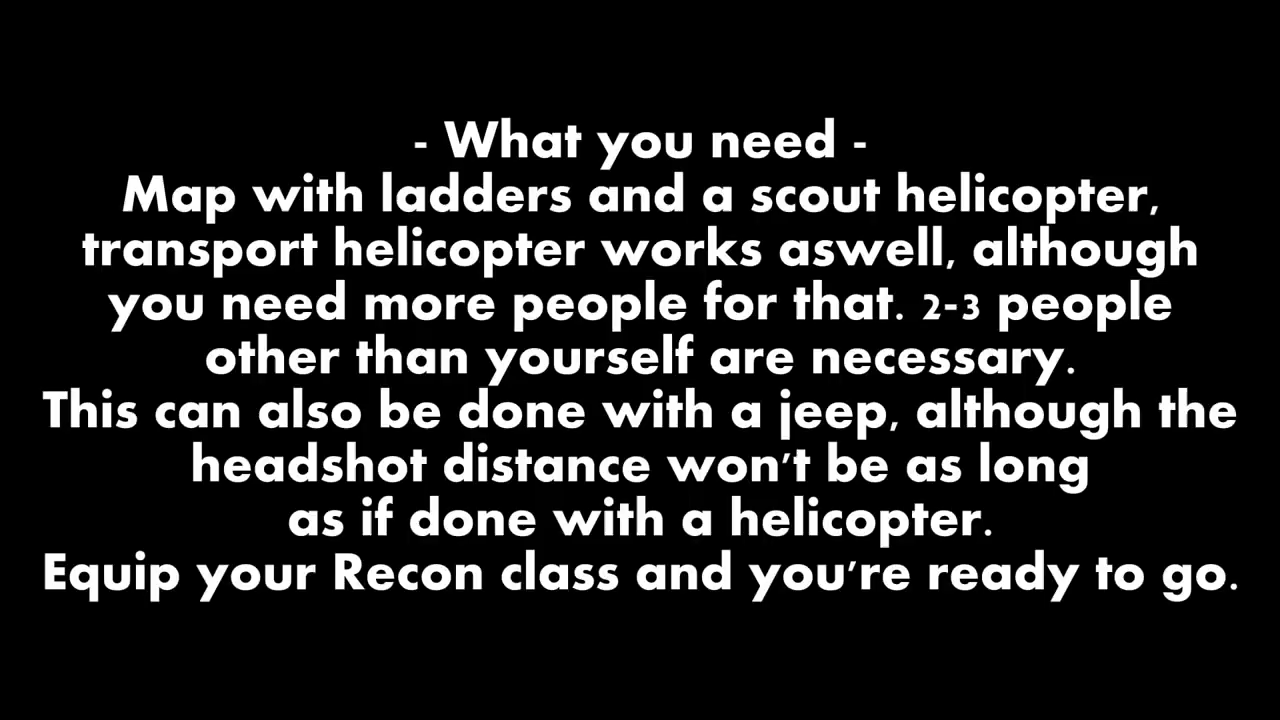 - What you need -
Map with ladders and a scout helicopter,
transport helicopter works aswell, although
you need more people for that. 2-3 people
other than yourself are necessary.
This can also be done with a jeep, although the
headshot distance won't be as long
as if done with a helicopter.
Equip your Recon class and you're ready to go.